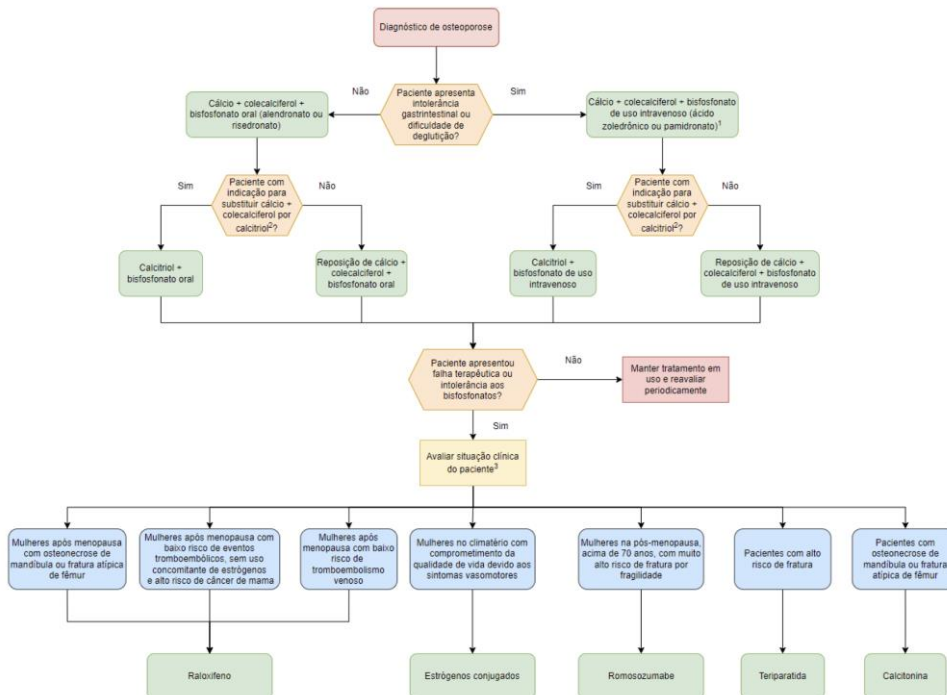 Diagnóstico de osteoporose
Não
Sim
Cálcio + colecalciferol +
bisfosfonato oral (alendronato ou
risedronato)
Paciente apresenta
intolerância
gastrintestinal ou
dificuldade de
deglutição?
Cálcio + colecalciferol + bisfosfonato
de uso intravenoso (ácido
zoledrônico ou pamidronato)¹
Sim
Paciente com
indicação para
substituir cálcio +
colecalciferol por
calcitriol²?
Não
Sim
Paciente com
indicação para
substituir cálcio +
colecalciferol por
calcitriol²?
Não
Calcitriol +
bisfosfonato oral
Reposição de cálcio +
colecalciferol +
bisfosfonato oral
Calcitriol +
bisfosfonato de uso
intravenoso
Reposição de cálcio +
colecalciferol + bisfosfonato
de uso intravenoso
Paciente apresentou
falha terapêutica ou
intolerância aos
bisfosfonatos?
Não
Manter tratamento em
uso e reavaliar
periodicamente
Sim
Avaliar situação clínica
do paciente³
Mulheres após menopausa
com osteonecrose de
mandíbula ou fratura atípica
de fêmur
Mulheres após menopausa com
baixo risco de eventos
tromboembólicos, sem uso
concomitante de estrógenos
e alto risco de câncer de mama
Mulheres após
menopausa com baixo
risco de
tromboembolismo
venoso
Mulheres no climatério com
comprometimento da
qualidade de vida devido aos
sintomas vasomotores
Mulheres na pós-menopausa,
acima de 70 anos, com muito
alto risco de fratura por
fragilidade
Pacientes com alto
risco de fratura
Pacientes com
osteonecrose de
mandíbula ou fratura
atípica de fêmur
Raloxifeno
Estrógenos conjugados
Romosozumabe
Teriparatida
Calcitonina